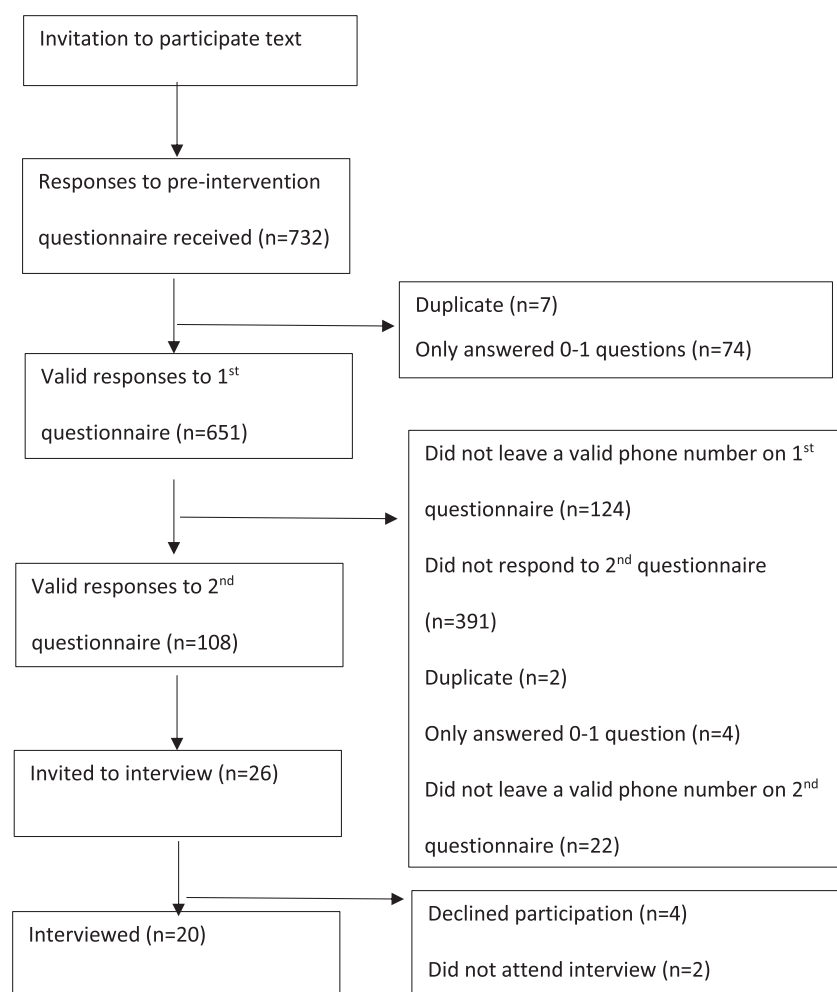 Invitation to participate text
Responses to pre-intervention
questionnaire received (n=732)
Duplicate (n=7)
Only answered 0-1 questions (n=74)
Valid responses to 1st
questionnaire (n=651)
Did not leave a valid phone number on 1st
questionnaire (n=124)
Did not respond to 2nd questionnaire
(n=391)
Duplicate (n=2)
Only answered 0-1 question (n=4)
Did not leave a valid phone number on 2nd
questionnaire (n=22)
Valid responses to 2nd
questionnaire (n=108)
Invited to interview (n=26)
Declined participation (n=4)
Did not attend interview (n=2)
Interviewed (n=20)